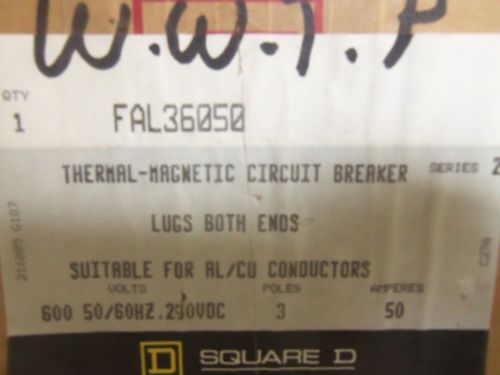 W.W.T.P
QTY
1 FAL36050
THERMAL-MAGNETIC CIRCUIT BREAKER SERIES 2
LUGS BOTH ENDS
SUITABLE FOR AL/CU CONDUCTORS
VOLTS POLES AMPERES
600 50/60HZ.250VDC 3 50
D SQUARE D